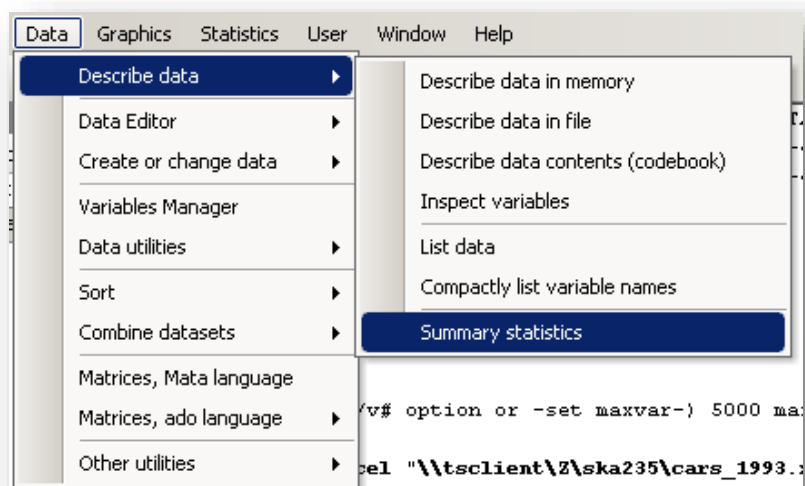 Data Graphics Statistics User Window Help
Describe data
Data Editor
Create or change data
Variables Manager
Data utilities
Sort
Combine datasets
Matrices, Mata language
Matrices, ado language
Other utilities
Describe data in memory
Describe data in file
Describe data contents (codebook)
Inspect variables
List data
Compactly list variable names
Summary statistics
/v# option or -set maxvar-) 5000 max
cel "\\tsclient\Z\ska235\cars_1993.x